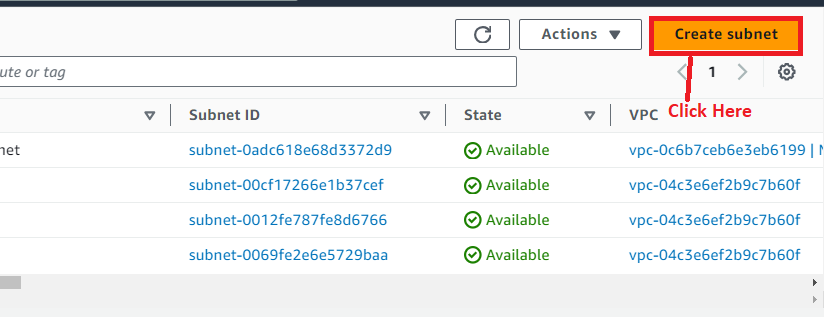 Actions Create subnet
ute or tag 1
Click Here
Subnet ID State VPC
net subnet-0adc618e68d3372d9 Available vpc-0c6b7ceb6e3eb6199 |
subnet-00cf17266e1b37cef Available vpc-04c3e6ef2b9c7b60f
subnet-0012fe787fe8d6766 Available vpc-04c3e6ef2b9c7b60f
subnet-0069fe2e6e5729baa Available vpc-04c3e6ef2b9c7b60f